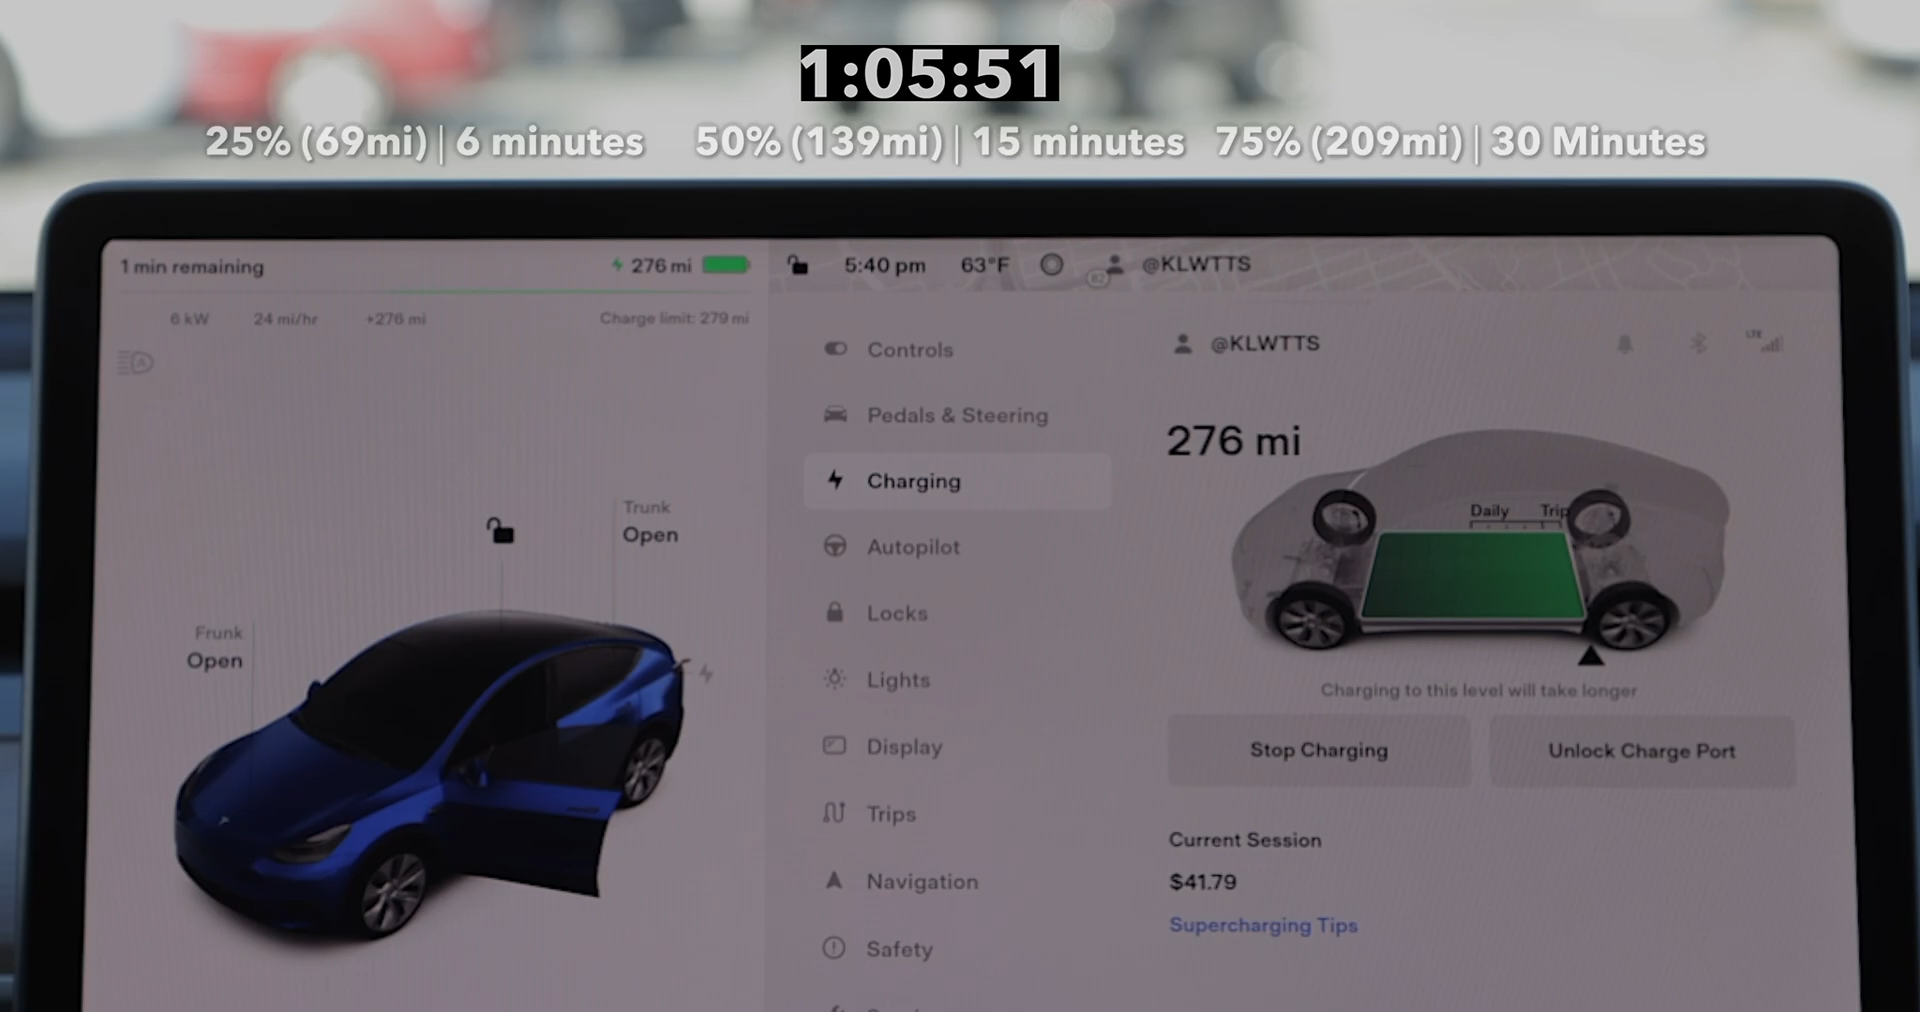 1:05:51
25% (69mi) | 6 minutes
50% (139mi) | 15 minutes
75% (209mi) | 30 Minutes
1 min remaining
276 mi
6 kW
24 mi/hr
+276 mi
Charge limit: 279 mi
A
5:40 pm
63°F
@KLWTTS
82
Trunk
Open
Frunk
Open
Controls
Pedals & Steering
Charging
Autopilot
Locks
Lights
Display
Trips
Navigation
Safety
@KLWTTS
LTE
276 mi
Daily
Trip
Charging to this level will take longer
Stop Charging
Unlock Charge Port
Current Session
$41.79
Supercharging Tips